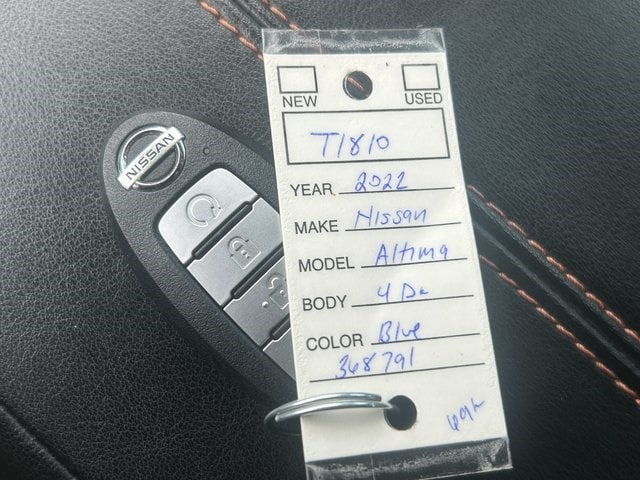 NISSAN
NEW USED
T1810
YEAR 2022
MAKE Nissan
MODEL Altima
BODY 4 Dr
COLOR Blue
368791